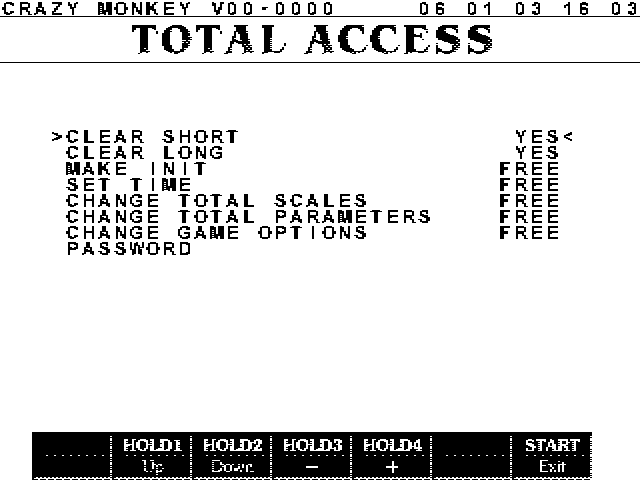 CRAZY MONKEY V00-0000 06 01 03 16 03
TOTAL ACCESS
>CLEAR SHORT YES<
CLEAR LONG YES
MAKE INIT FREE
SET TIME FREE
CHANGE TOTAL SCALES FREE
CHANGE TOTAL PARAMETERS FREE
CHANGE GAME OPTIONS FREE
PASSWORD
HOLD1 HOLD2 HOLD3 HOLD4 START
Up Down – + Exit